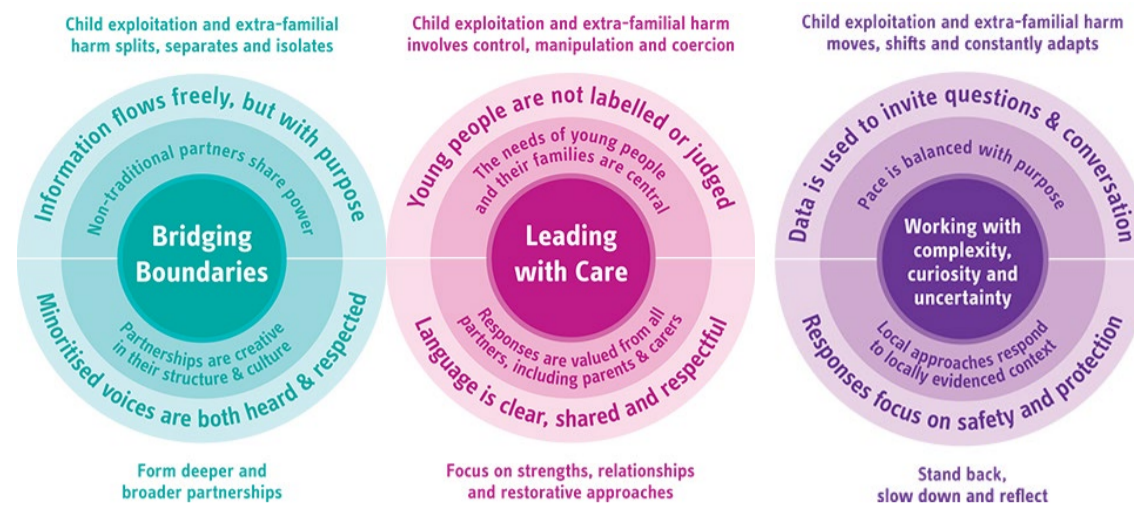 Child exploitation and extra-familial
harm splits, separates and isolates
Information flows freely, but with purpose
Non-traditional partners share power
Bridging
Boundaries
Partnerships are creative
in their structure & culture
Minoritised voices are both heard & respected
Form deeper and
broader partnerships
Child exploitation and extra-familial harm
involves control, manipulation and coercion
Young people are not labelled or judged
The needs of young people
and their families are central
Leading
with Care
Responses are valued from all
partners, including parents & carers
Language is clear, shared and respectful
Focus on strengths, relationships
and restorative approaches
Child exploitation and extra-familial harm
moves, shifts and constantly adapts
Data is used to invite questions & conversation
Pace is balanced with purpose
Working with
complexity,
curiosity and
uncertainty
Local approaches respond
to locally evidenced context
Responses focus on safety and protection
Stand back,
slow down and reflect